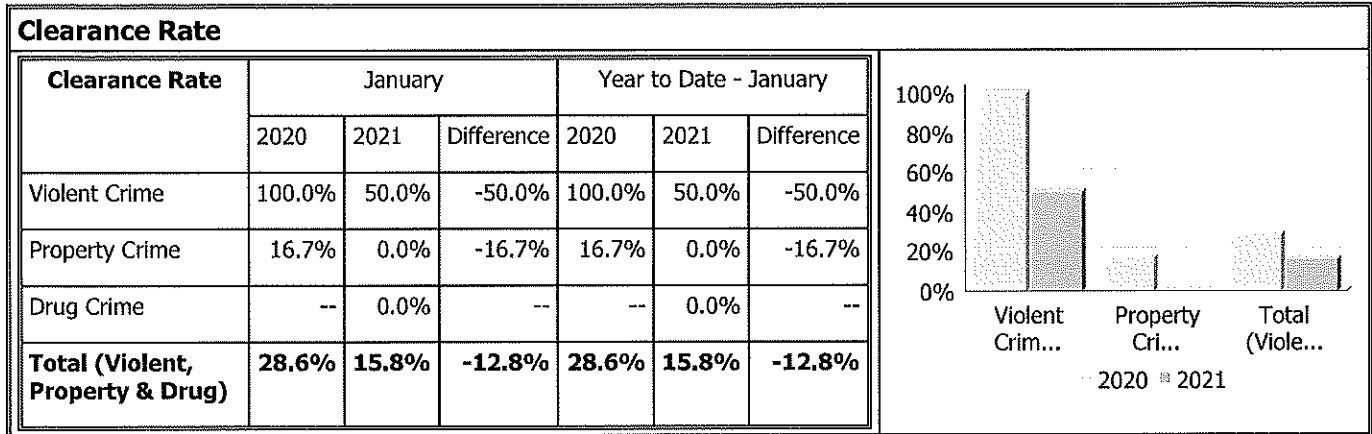 Clearance Rate
Clearance Rate January Year to Date - January
2020 2021 Difference 2020 2021 Difference
Violent Crime 100.0% 50.0% -50.0% 100.0% 50.0% -50.0%
Property Crime 16.7% 0.0% -16.7% 16.7% 0.0% -16.7%
Drug Crime -- 0.0% -- -- 0.0% --
Total (Violent,
Property & Drug) 28.6% 15.8% -12.8% 28.6% 15.8% -12.8%
100%
80%
60%
40%
20%
0%
Violent Property Total
Crim... Cri... (Viole...
2020 2021